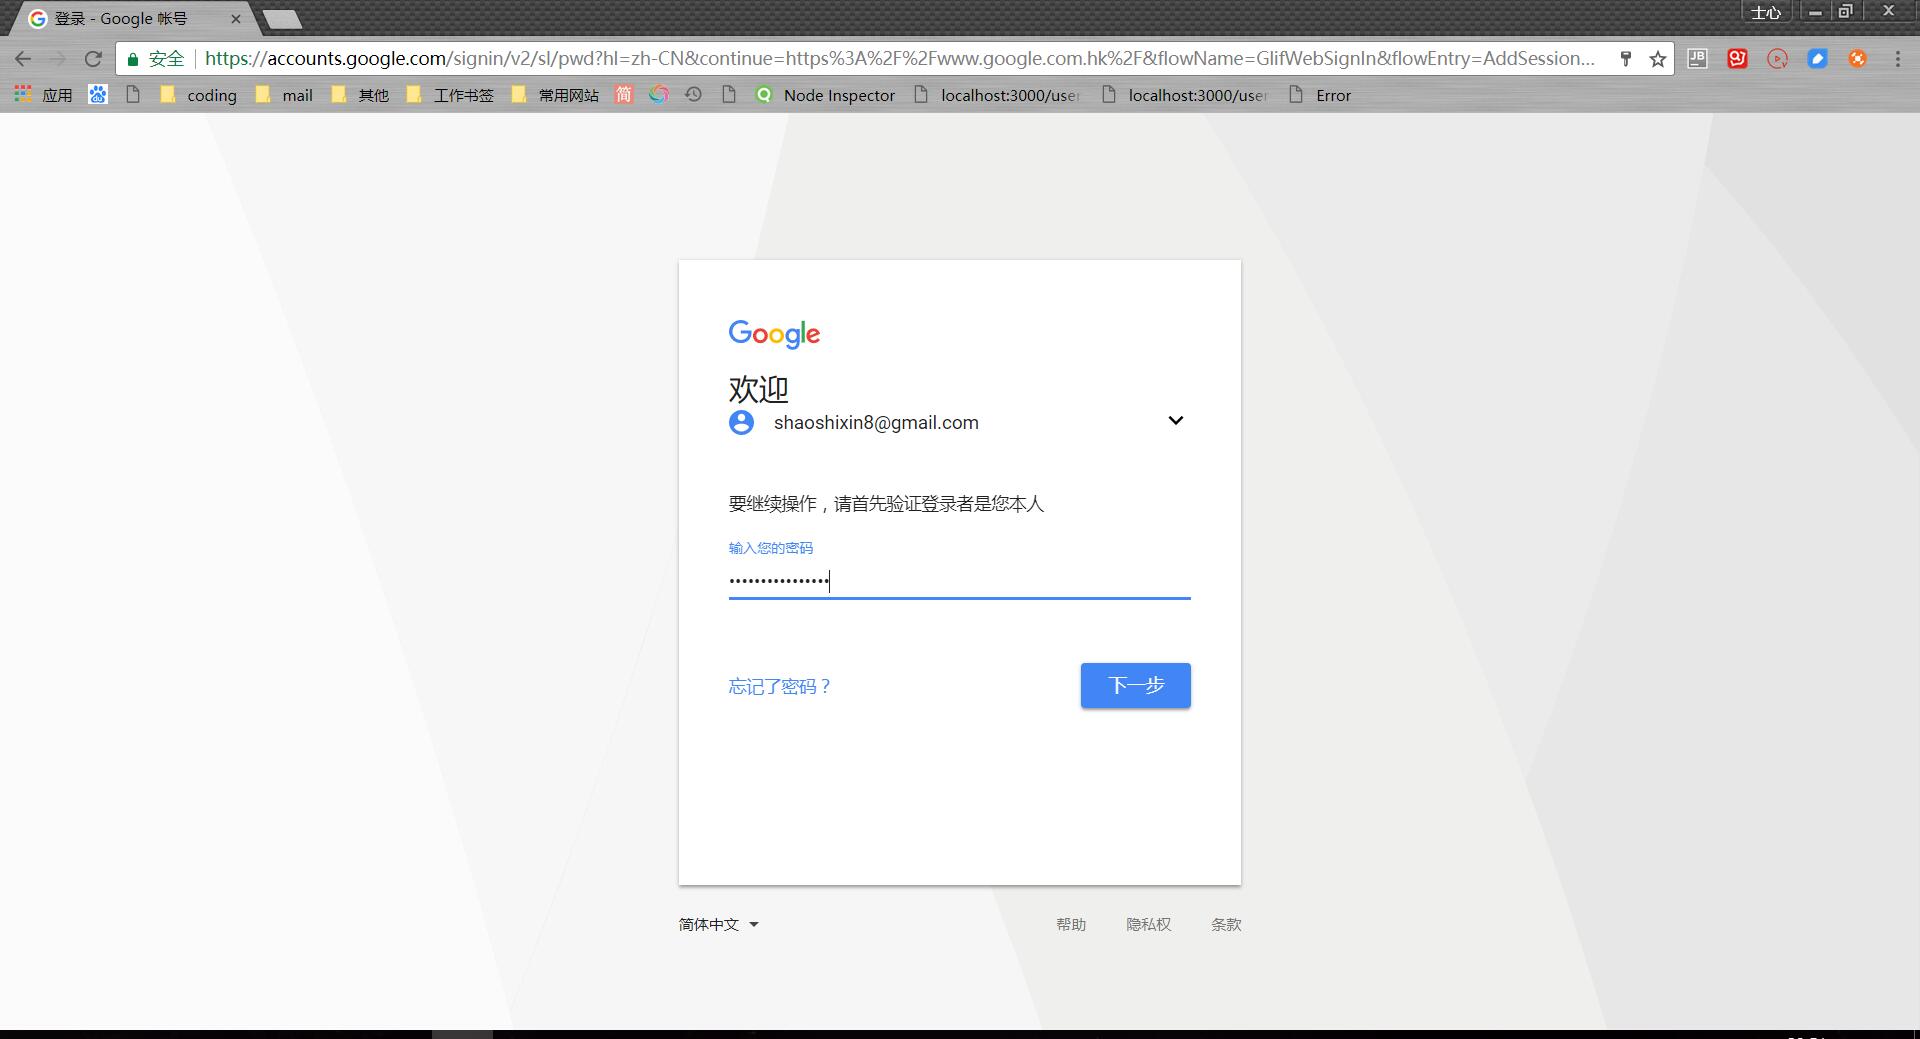 登录 - Google 帐号
士心
安全 https://accounts.google.com/signin/v2/sl/pwd?hl=zh-CN&continue=https%3A%2F%2Fwww.google.com.hk%2F&flowName=GlifWebSignIn&flowEntry=AddSession...
应用 coding mail 其他 工作书签 常用网站 简 Node Inspector localhost:3000/user localhost:3000/user Error
Google
欢迎
shaoshixin8@gmail.com
要继续操作，请首先验证登录者是您本人
输入您的密码
忘记了密码？ 下一步
简体中文 帮助 隐私权 条款